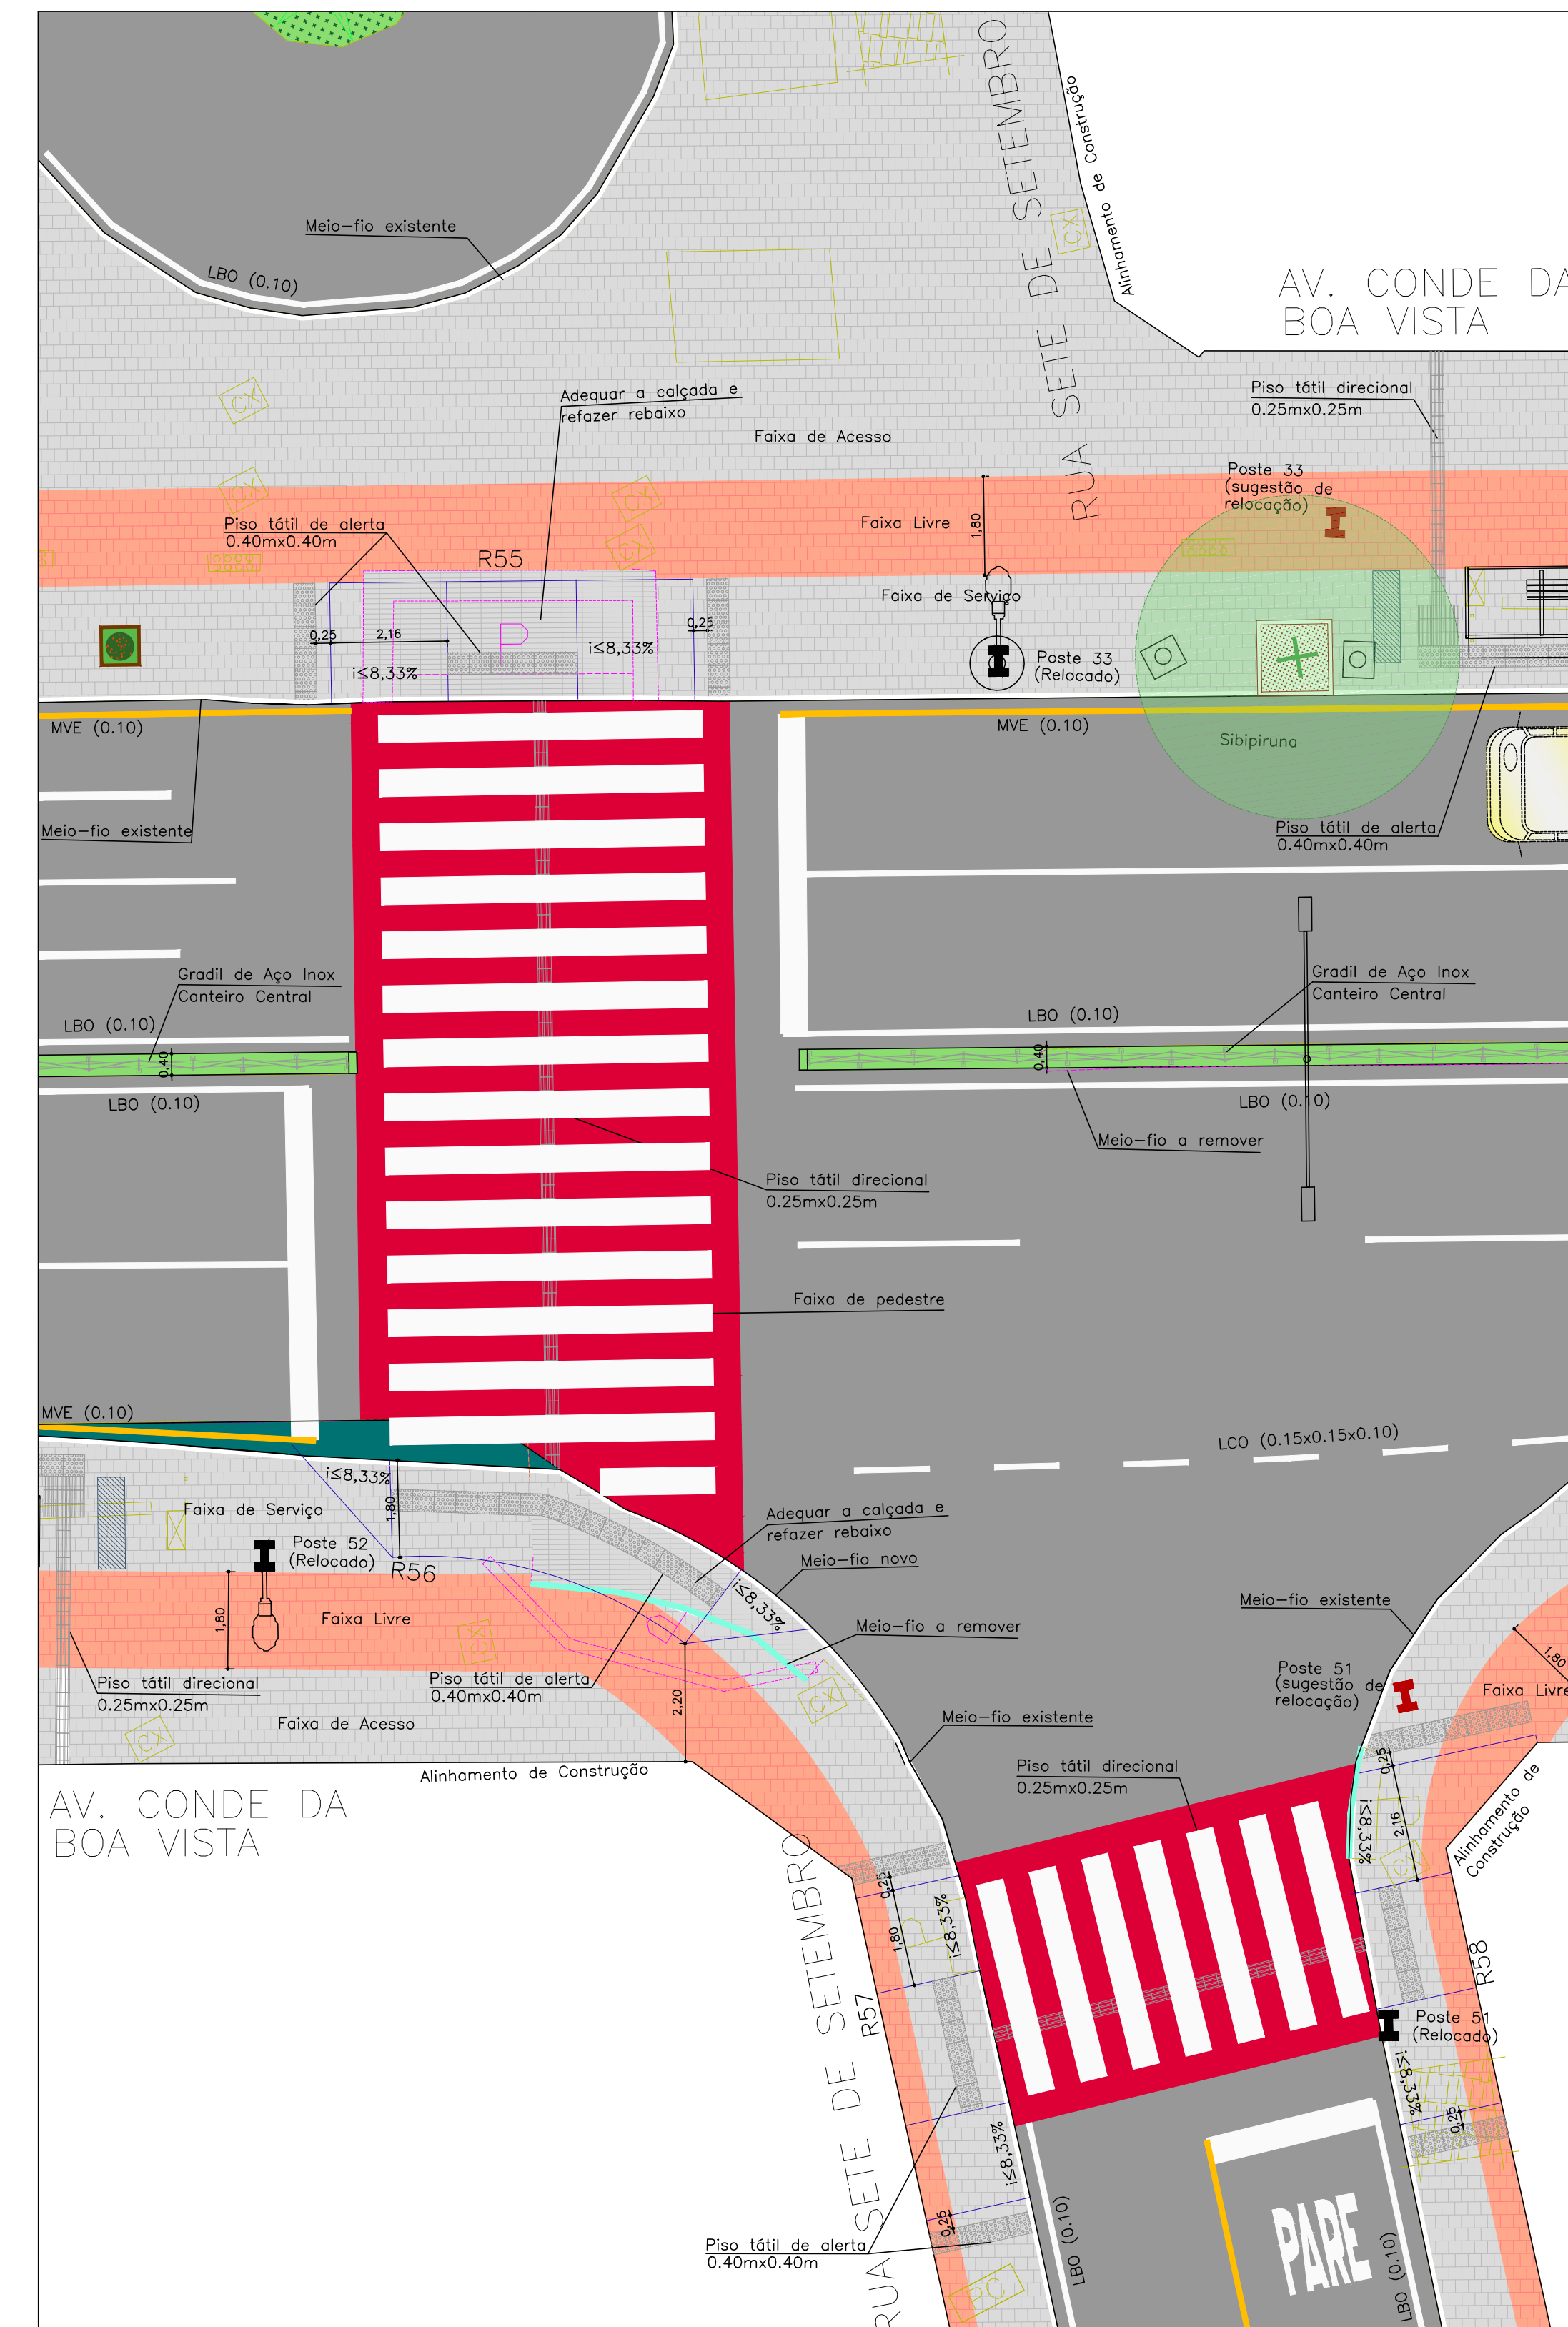 RUA SETE DE SETEMBRO
Alinhamento de Construção
CX
Meio-fio existente
LBO (0.10)
AV. CONDE DA
BOA VISTA
Piso tátil direcional
0.25mx0.25m
Adequar a calçada e
refazer rebaixo
Faixa de Acesso
CX
CX
CX
CX
Poste 33
(sugestão de
relocação)
Piso tátil de alerta
0.40mx0.40m
Faixa Livre
1,80
R55
Faixa de Serviço
0,25
2,16
i≤8,33%
i≤8,33%
0,25
P
Poste 33
(Relocado)
MVE (0.10)
MVE (0.10)
Sibipiruna
Meio-fio existente
Piso tátil de alerta
0.40mx0.40m
Gradil de Aço Inox
Canteiro Central
LBO (0.10)
0,40
LBO (0.10)
Gradil de Aço Inox
Canteiro Central
LBO (0.10)
0,40
LBO (0.10)
Meio-fio a remover
Piso tátil direcional
0.25mx0.25m
Faixa de pedestre
MVE (0.10)
LCO (0.15x0.15x0.10)
i≤8,33%
Faixa de Serviço
1,80
Poste 52
(Relocado)
R56
Adequar a calçada e
refazer rebaixo
Meio-fio novo
i≤8,33%
Faixa Livre
1,80
CX
Meio-fio a remover
Meio-fio existente
Piso tátil direcional
0.25mx0.25m
Piso tátil de alerta
0.40mx0.40m
2,20
CX
Faixa de Acesso
CX
Meio-fio existente
Alinhamento de Construção
Poste 51
(sugestão de
relocação)
1,80
Faixa Livre
Piso tátil direcional
0.25mx0.25m
AV. CONDE DA
BOA VISTA
0,25
2,16
i≤8,33%
CX
Alinhamento de
Construção
RUA SETE DE SETEMBRO
0,25
1,80
i≤8,33%
P
R57
R58
Poste 51
(Relocado)
i≤8,33%
0,25
i≤8,33%
0,25
Piso tátil de alerta
0.40mx0.40m
LBO (0.10)
PARE
LBO (0.10)